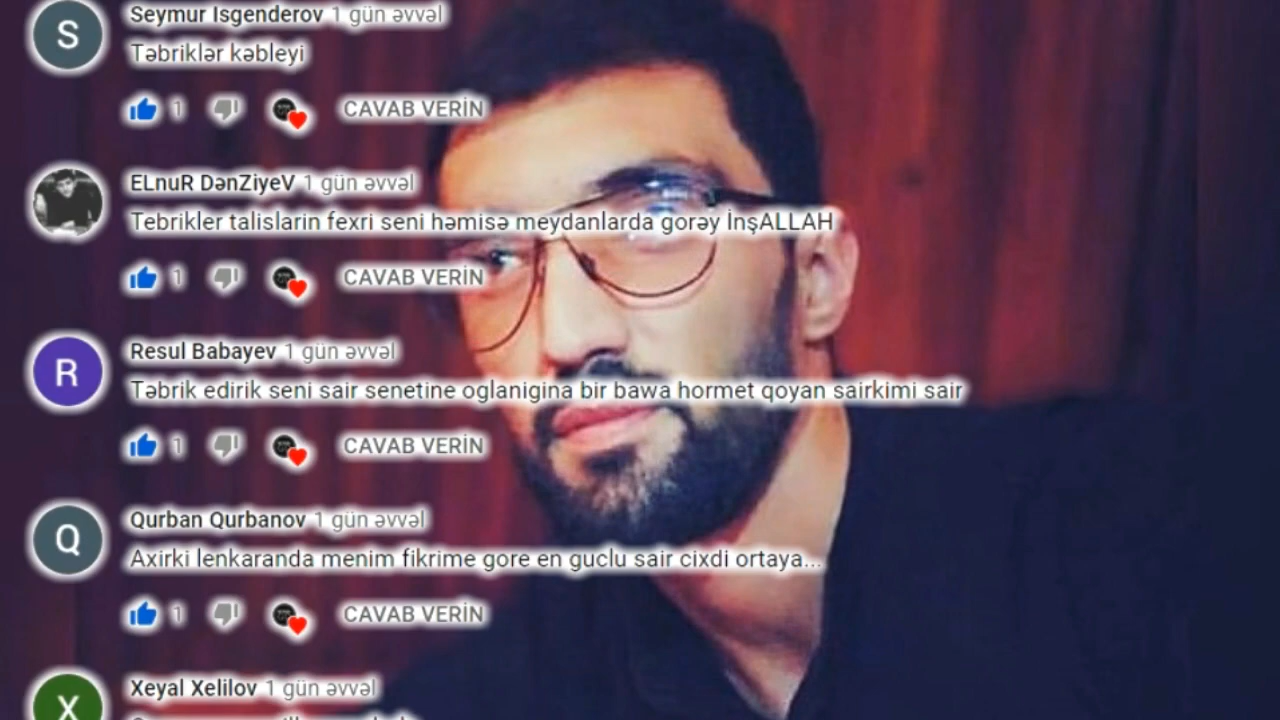 Seymur Isgenderov 1 gün əvvəl
Təbriklər kəbleyi
1 CAVAB VERİN
ELnuR DənZiyeV 1 gün əvvəl
Tebrikler talislarin fexri seni həmisə meydanlarda gorəy İnşALLAH
1 CAVAB VERİN
R
Resul Babayev 1 gün əvvəl
Təbrik edirik seni sair senetine oglanigina bir bawa hormet qoyan sairkimi sair
1 CAVAB VERİN
Q
Qurban Qurbanov 1 gün əvvəl
Axirki lenkaranda menim fikrime gore en guclu sair cixdi ortaya...
1 CAVAB VERİN
X
Xeyal Xelilov 1 gün əvvəl